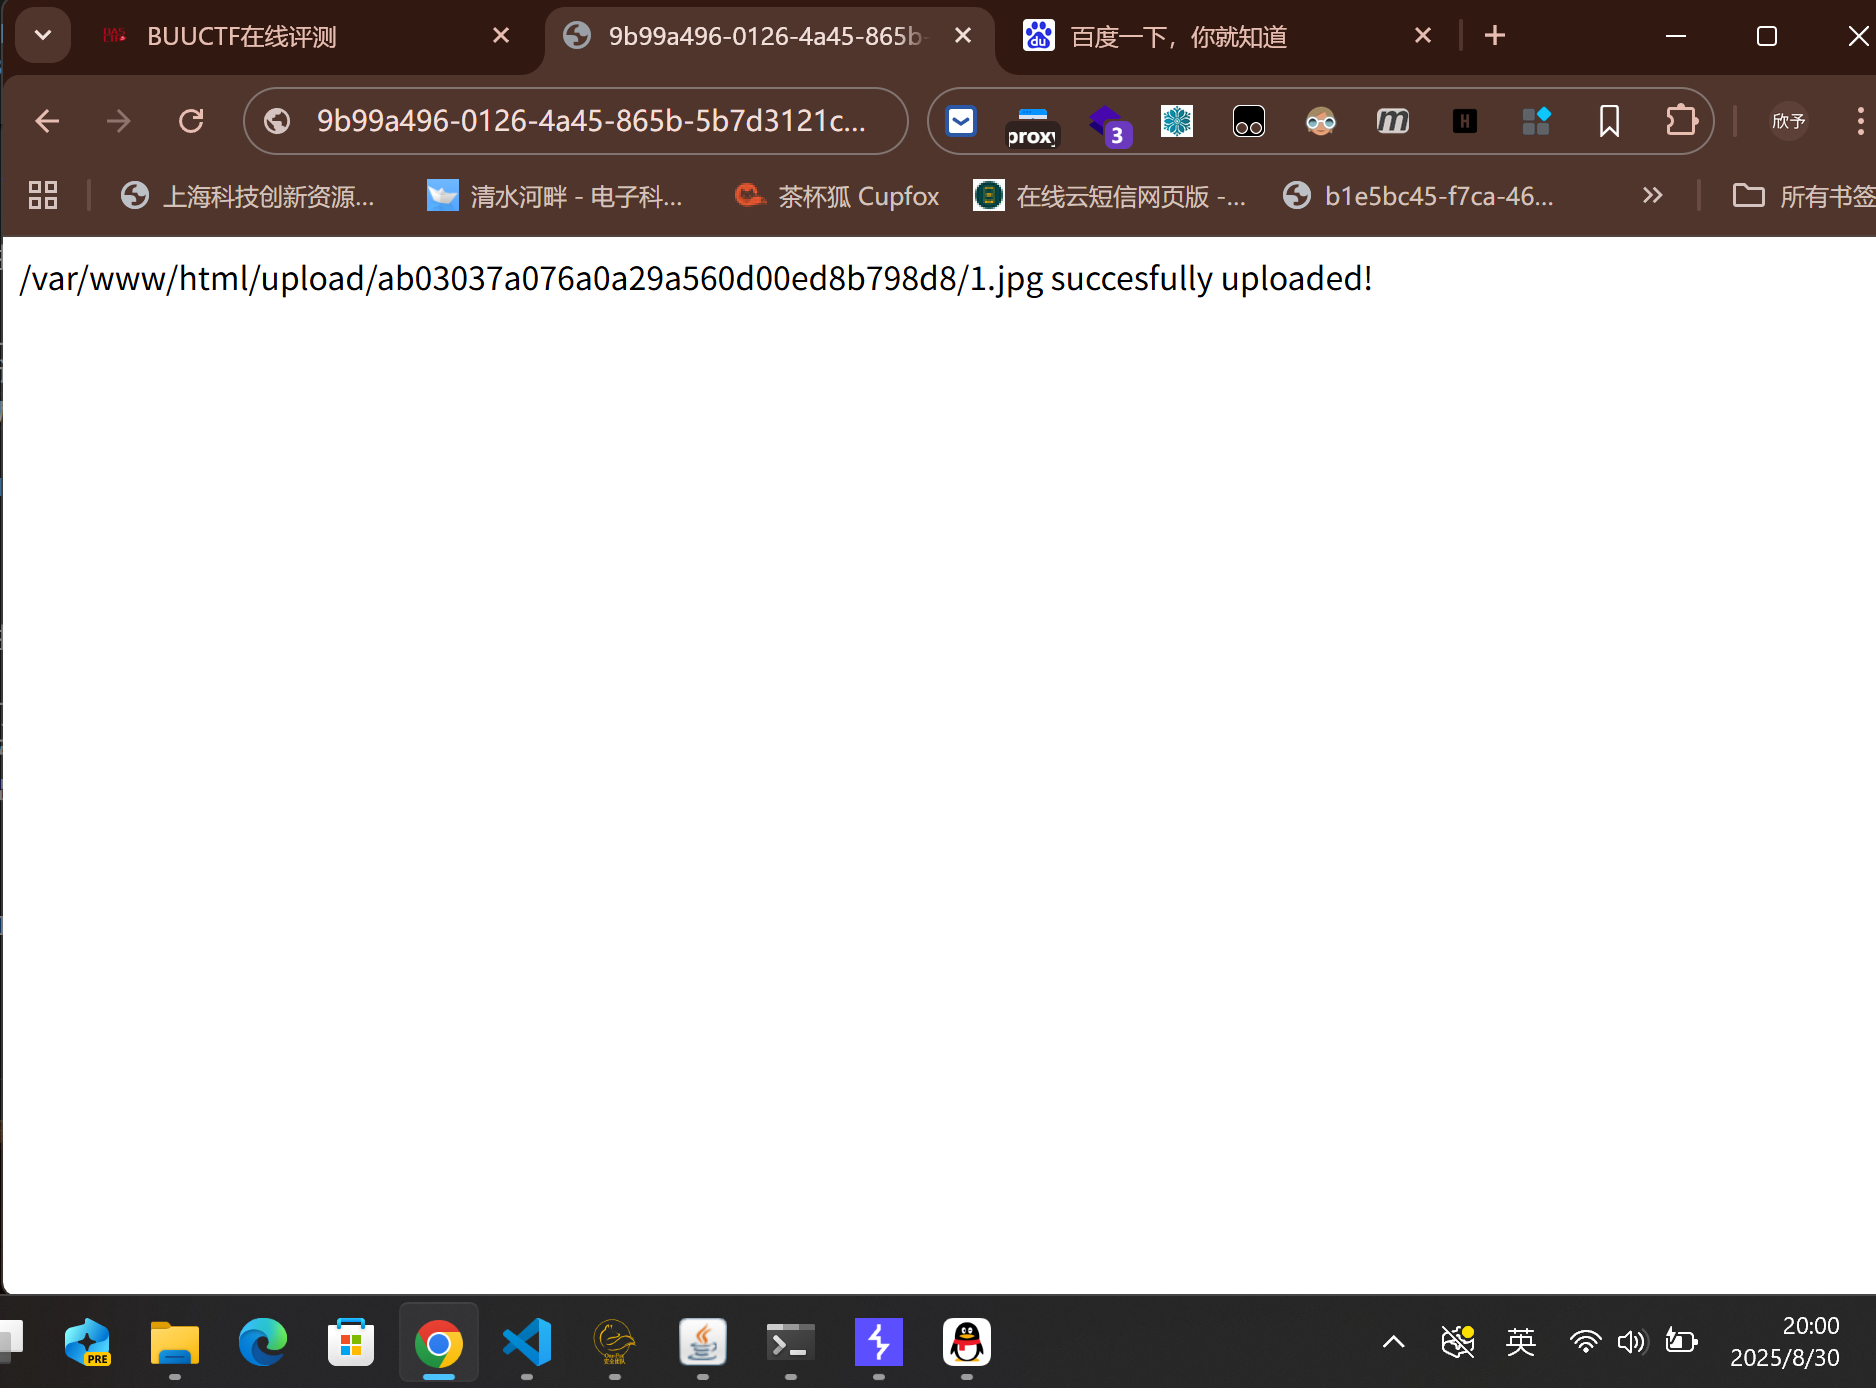 BUUCTF在线评测
9b99a496-0126-4a45-865b-
百度一下，你就知道
9b99a496-0126-4a45-865b-5b7d3121c...
proxy
3
欣予
上海科技创新资源...
清水河畔 - 电子科...
茶杯狐 Cupfox
在线云短信网页版 -...
b1e5bc45-f7ca-46...
所有书签
/var/www/html/upload/ab03037a076a0a29a560d00ed8b798d8/1.jpg succesfully uploaded!
PRE
英
20:00
2025/8/30